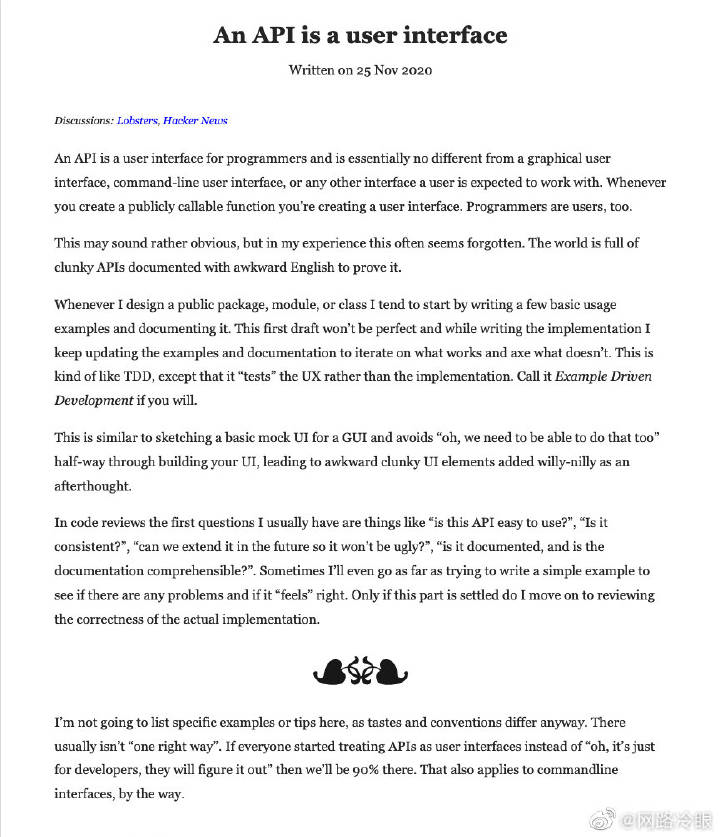 An API is a user interface
Written on 25 Nov 2020
Discussions: Lobsters, Hacker News
An API is a user interface for programmers and is essentially no different from a graphical user
interface, command-line user interface, or any other interface a user is expected to work with. Whenever
you create a publicly callable function you're creating a user interface. Programmers are users, too.
This may sound rather obvious, but in my experience this often seems forgotten. The world is full of
clunky APIs documented with awkward English to prove it.
Whenever I design a public package, module, or class I tend to start by writing a few basic usage
examples and documenting it. This first draft won't be perfect and while writing the implementation I
keep updating the examples and documentation to iterate on what works and axe what doesn't. This is
kind of like TDD, except that it “tests” the UX rather than the implementation. Call it Example Driven
Development if you will.
This is similar to sketching a basic mock UI for a GUI and avoids “oh, we need to be able to do that too”
half-way through building your UI, leading to awkward clunky UI elements added willy-nilly as an
afterthought.
In code reviews the first questions I usually have are things like “is this API easy to use?”, “Is it
consistent?”, “can we extend it in the future so it won't be ugly?”, “is it documented, and is the
documentation comprehensible?”. Sometimes I'll even go as far as trying to write a simple example to
see if there are any problems and if it “feels” right. Only if this part is settled do I move on to reviewing
the correctness of the actual implementation.
I'm not going to list specific examples or tips here, as tastes and conventions differ anyway. There
usually isn't “one right way”. If everyone started treating APIs as user interfaces instead of “oh, it's just
for developers, they will figure it out” then we'll be 90% there. That also applies to commandline
interfaces, by the way.
@网路冷眼